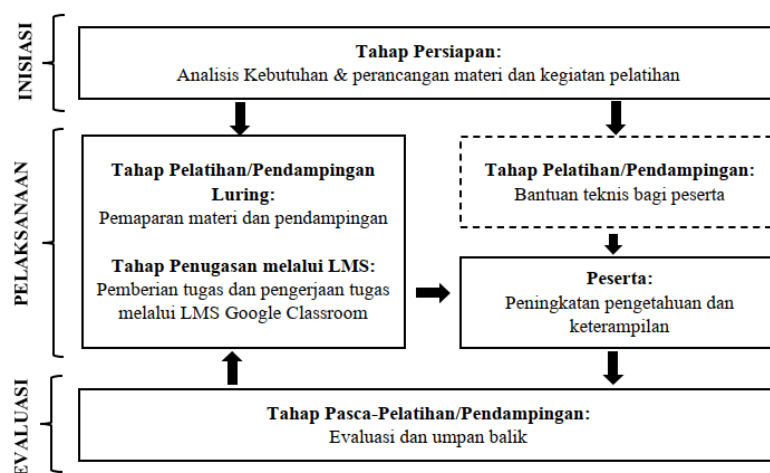 INISIASI
Tahap Persiapan:
Analisis Kebutuhan & perancangan materi dan kegiatan pelatihan
PELAKSANAAN
Tahap Pelatihan/Pendampingan
Luring:
Pemaparan materi dan pendampingan
Tahap Penugasan melalui LMS:
Pemberian tugas dan pengerjaan tugas
melalui LMS Google Classroom
Tahap Pelatihan/Pendampingan:
Bantuan teknis bagi peserta
Peserta:
Peningkatan pengetahuan dan
keterampilan
EVALUASI
Tahap Pasca-Pelatihan/Pendampingan:
Evaluasi dan umpan balik